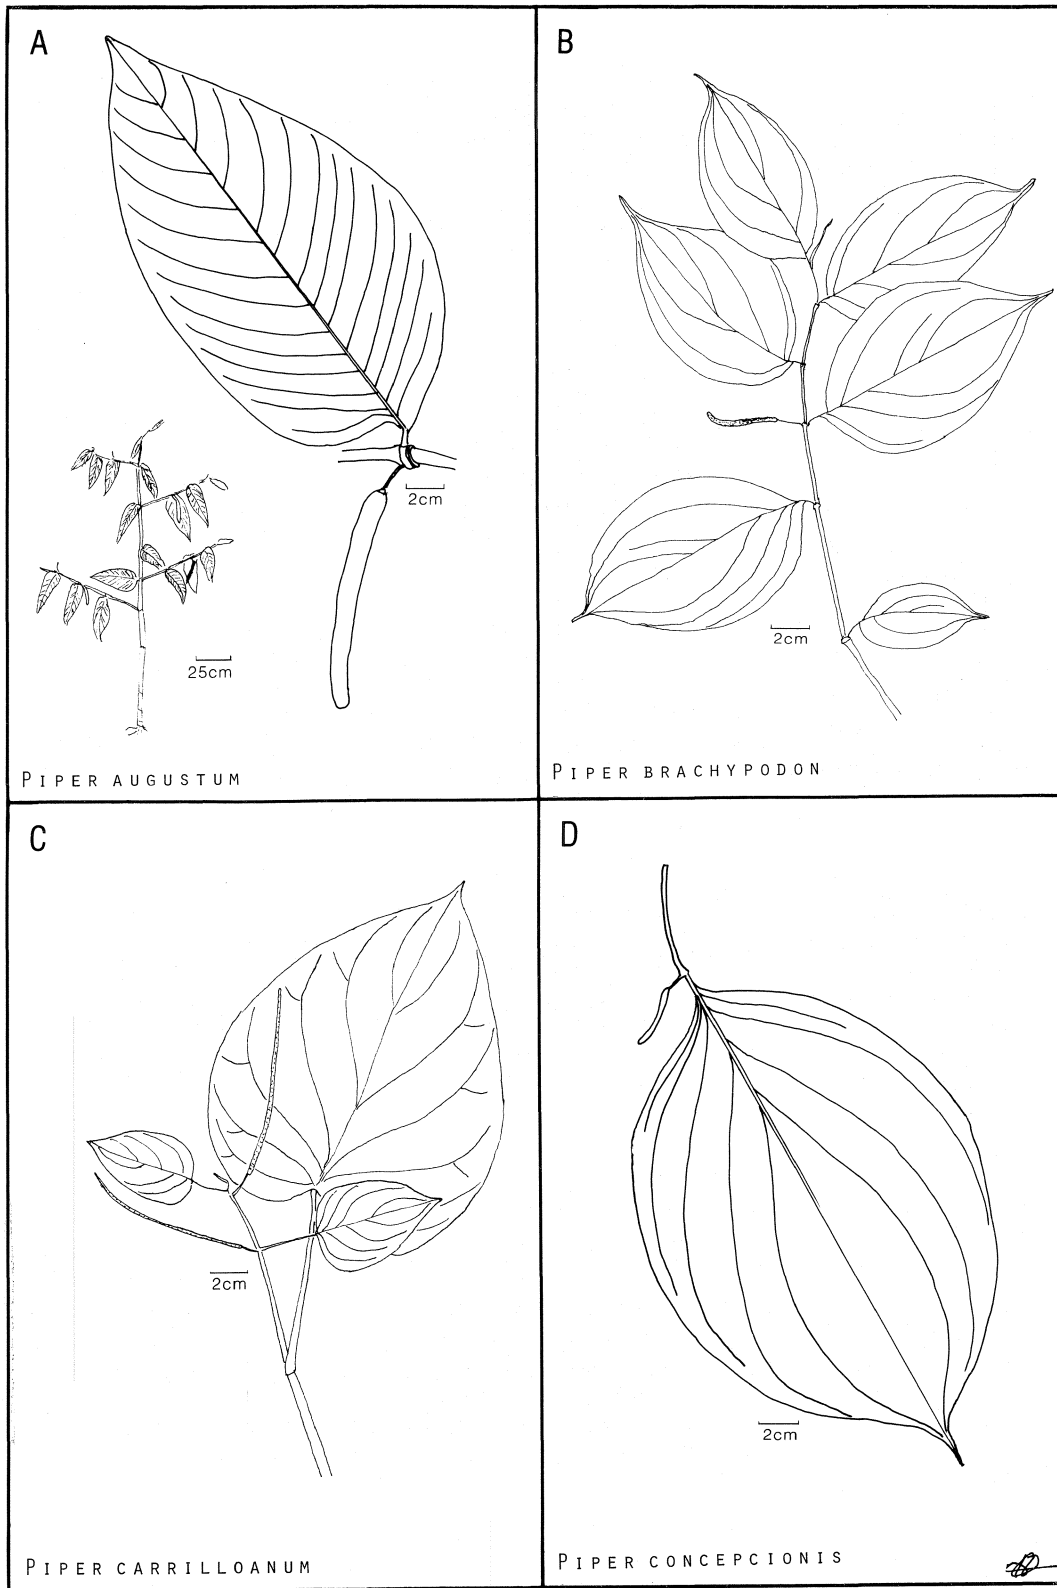 A
2cm
25cm
PIPER AUGUSTUM
B
2cm
PIPER BRACHYPODON
C
2cm
PIPER CARRILLOANUM
D
2cm
PIPER CONCEPCIONIS